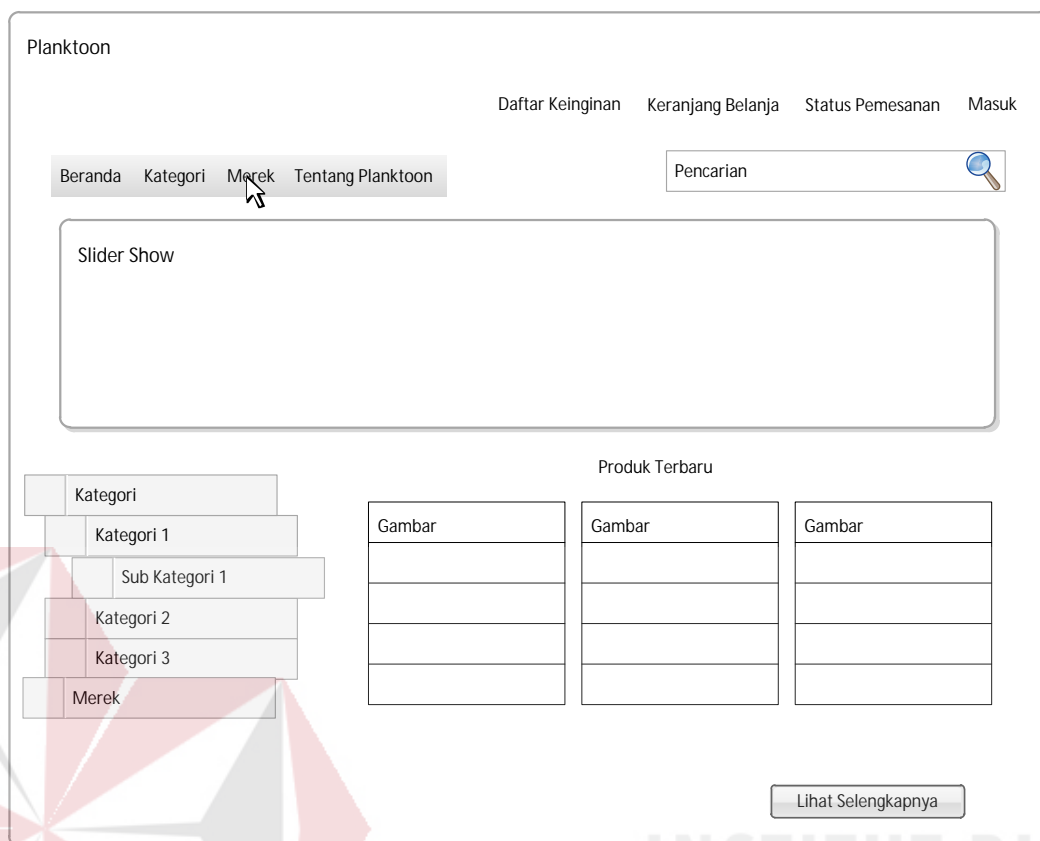 Planktoon
Daftar Keinginan Keranjang Belanja Status Pemesanan Masuk
Beranda Kategori Merek Tentang Planktoon
Pencarian
Slider Show
Produk Terbaru
Kategori
Kategori 1
Sub Kategori 1
Kategori 2
Kategori 3
Merek
Gambar Gambar Gambar
Lihat Selengkapnya